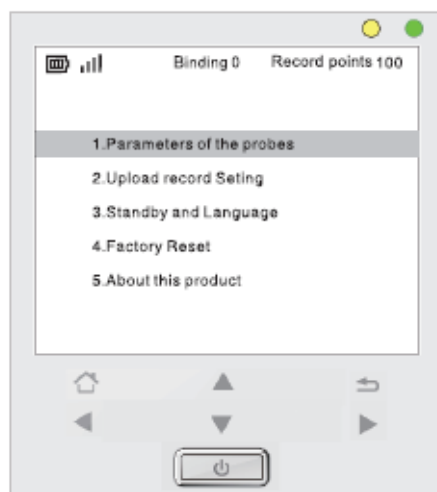 Binding 0 Record points 100
1.Parameters of the probes
2.Upload record Seting
3.Standby and Language
4.Factory Reset
5.About this product